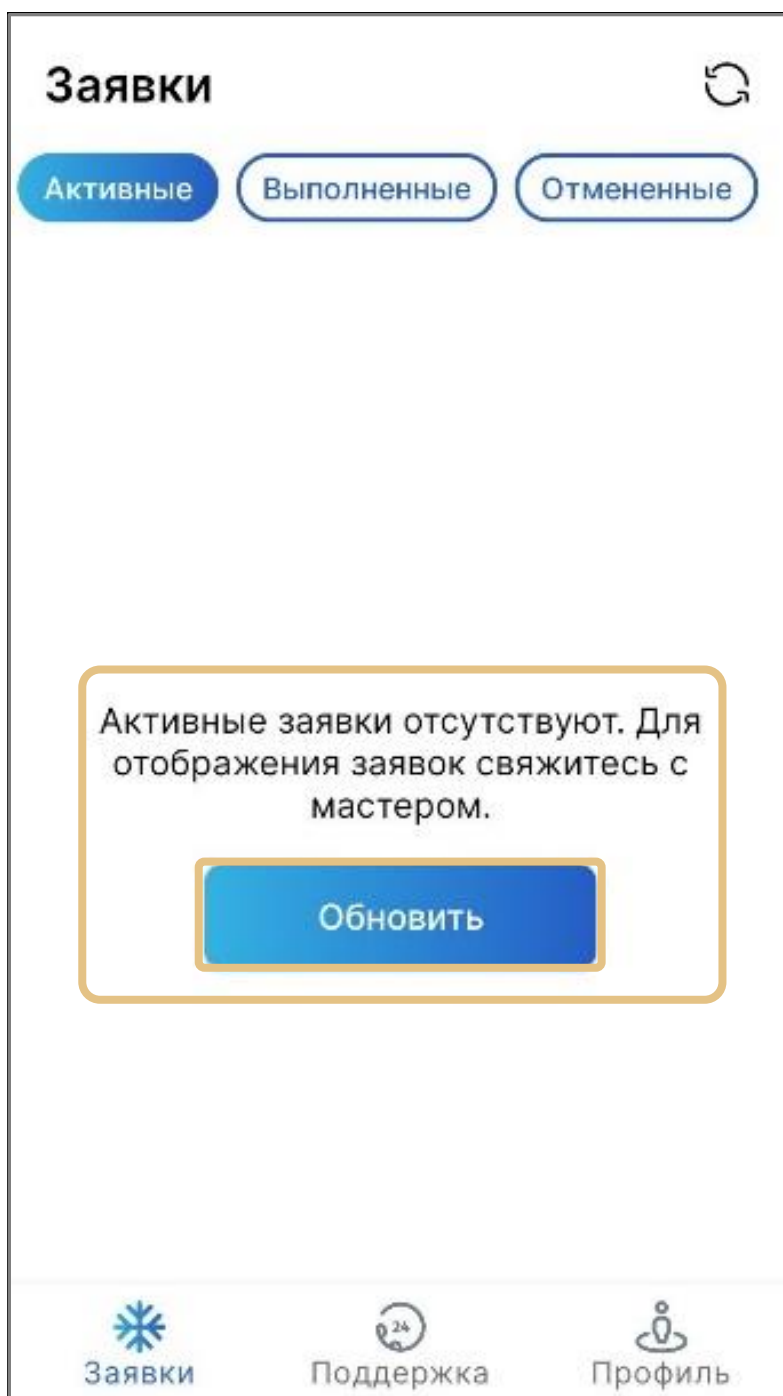 Заявки
Активные
Выполненные
Отмененные
Активные заявки отсутствуют. Для
отображения заявок свяжитесь с
мастером.
Обновить
24
Заявки
Поддержка
Профиль